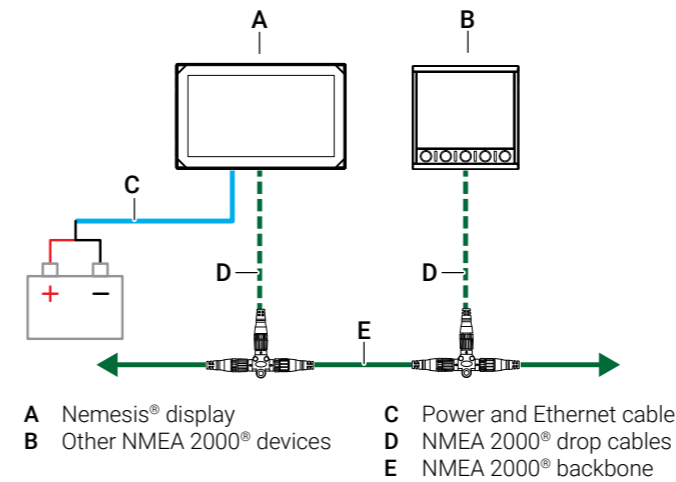 A
B
C
+ −
D
D
E
A Nemesis® display
B Other NMEA 2000® devices
C Power and Ethernet cable
D NMEA 2000® drop cables
E NMEA 2000® backbone